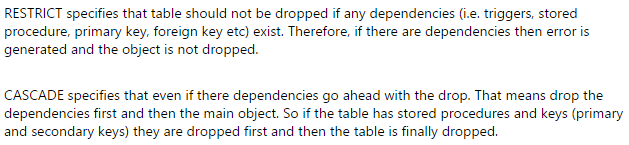 RESTRICT specifies that table should not be dropped if any dependencies (i.e. triggers, stored
procedure, primary key, foreign key etc) exist. Therefore, if there are dependencies then error is
generated and the object is not dropped.
CASCADE specifies that even if there dependencies go ahead with the drop. That means drop the
dependencies first and then the main object. So if the table has stored procedures and keys (primary
and secondary keys) they are dropped first and then the table is finally dropped.